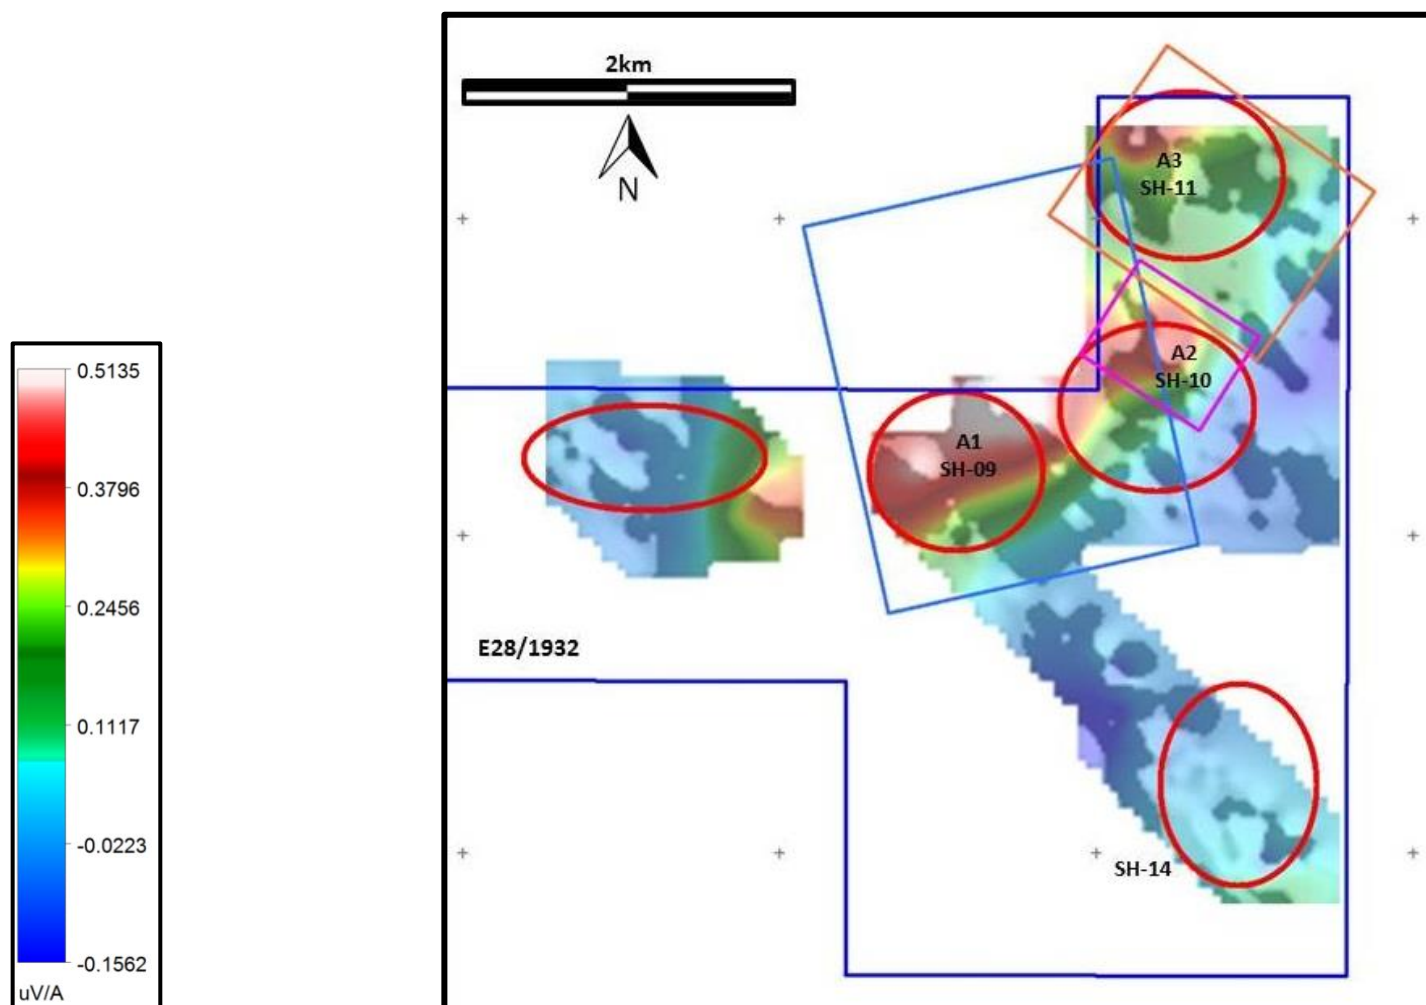 2km
N
A3
SH-11
A2
SH-10
A1
SH-09
E28/1932
SH-14
0.5135
0.3796
0.2456
0.1117
-0.0223
-0.1562
uV/A